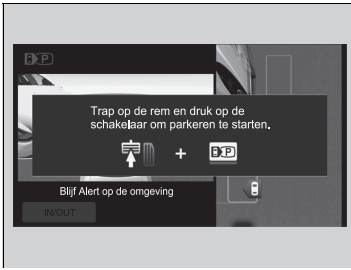 P
Trap op de rem en druk op de
schakelaar om parkeren te starten.
+ P
Blijf Alert op de omgeving
IN/OUT